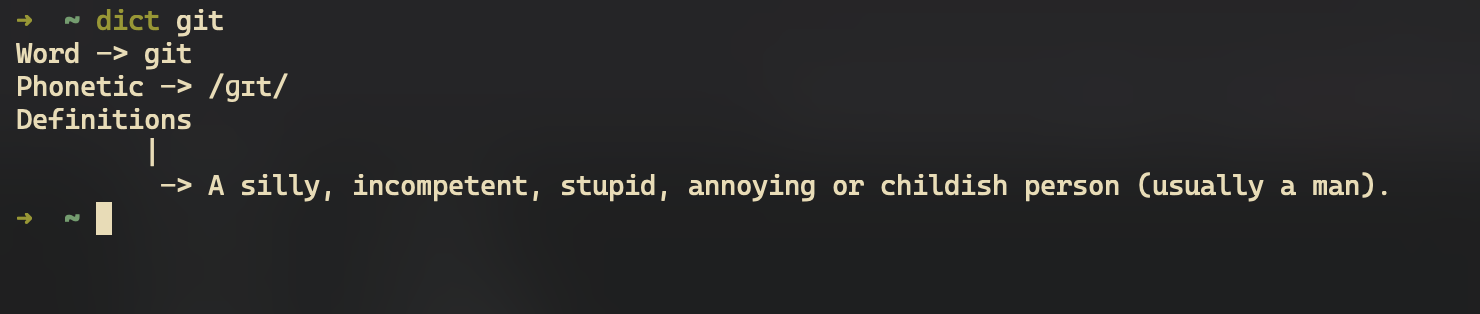 ➜ ~ dict git
Word -> git
Phonetic -> /ɡɪt/
Definitions
|
-> A silly, incompetent, stupid, annoying or childish person (usually a man).
➜ ~